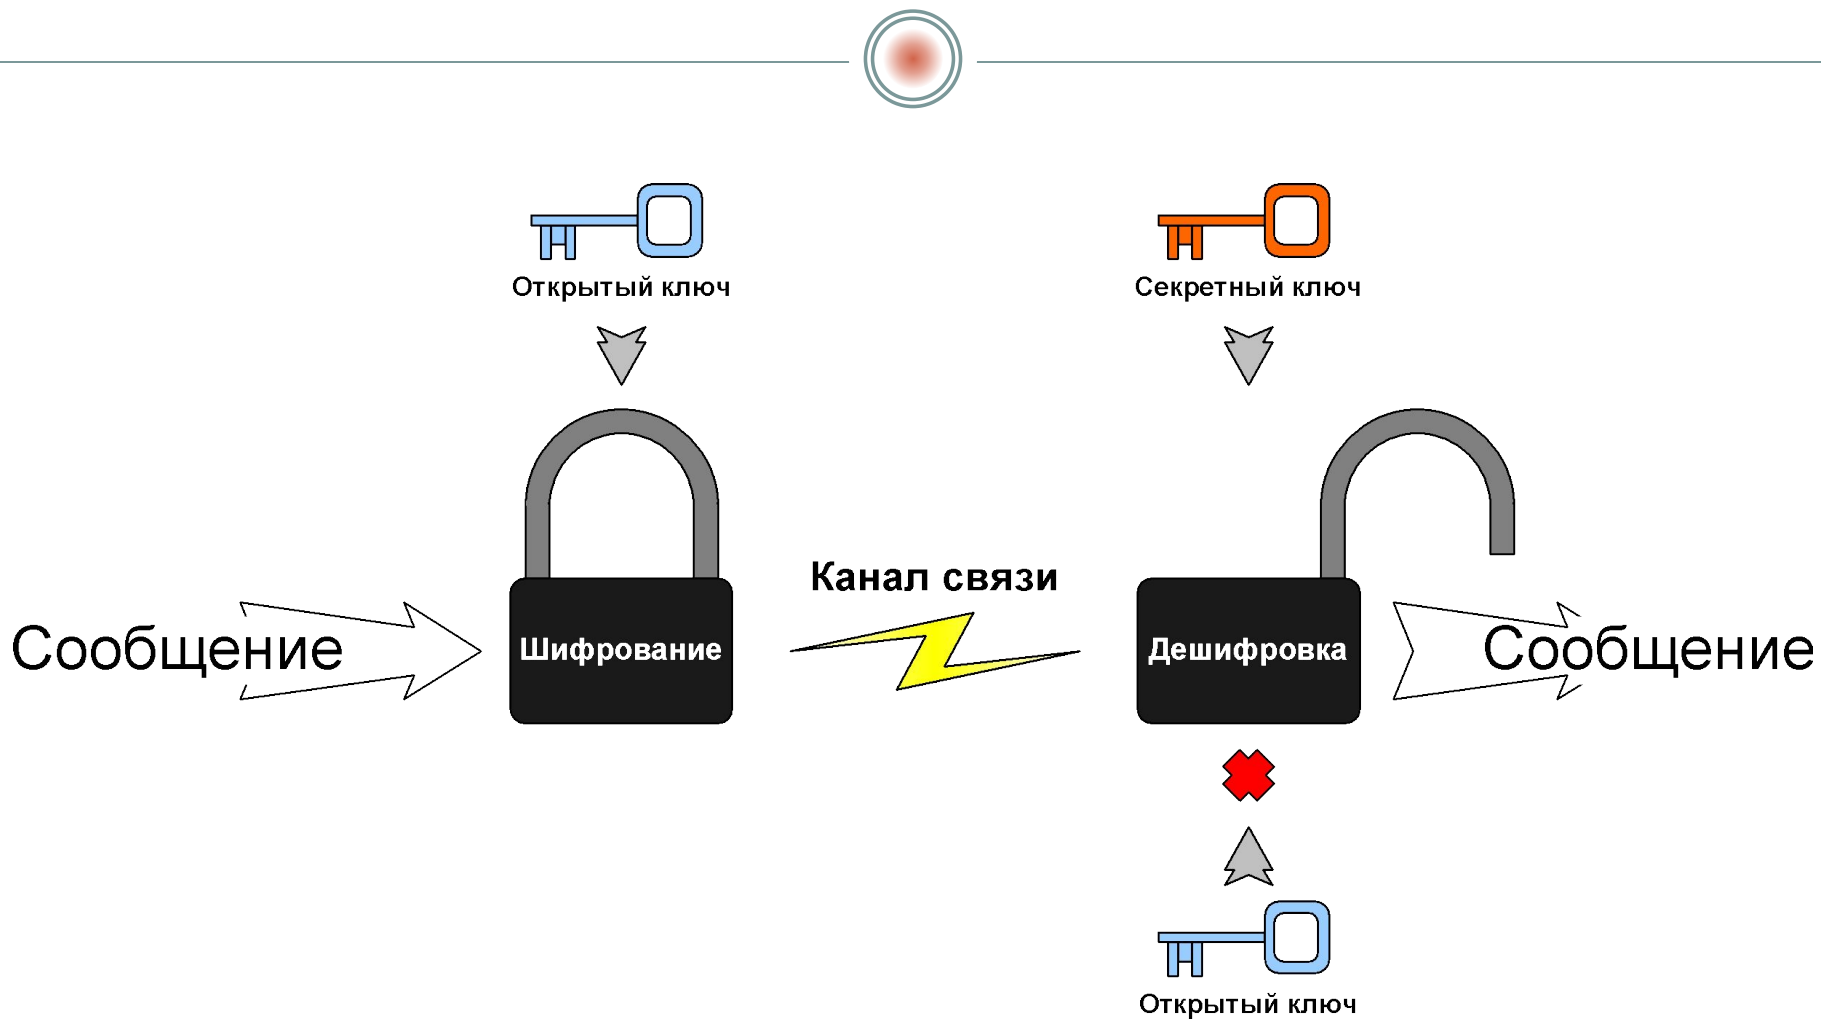 Открытый ключ
Секретный ключ
Канал связи
Сообщение
Шифрование
Дешифровка
Сообщение
Открытый ключ